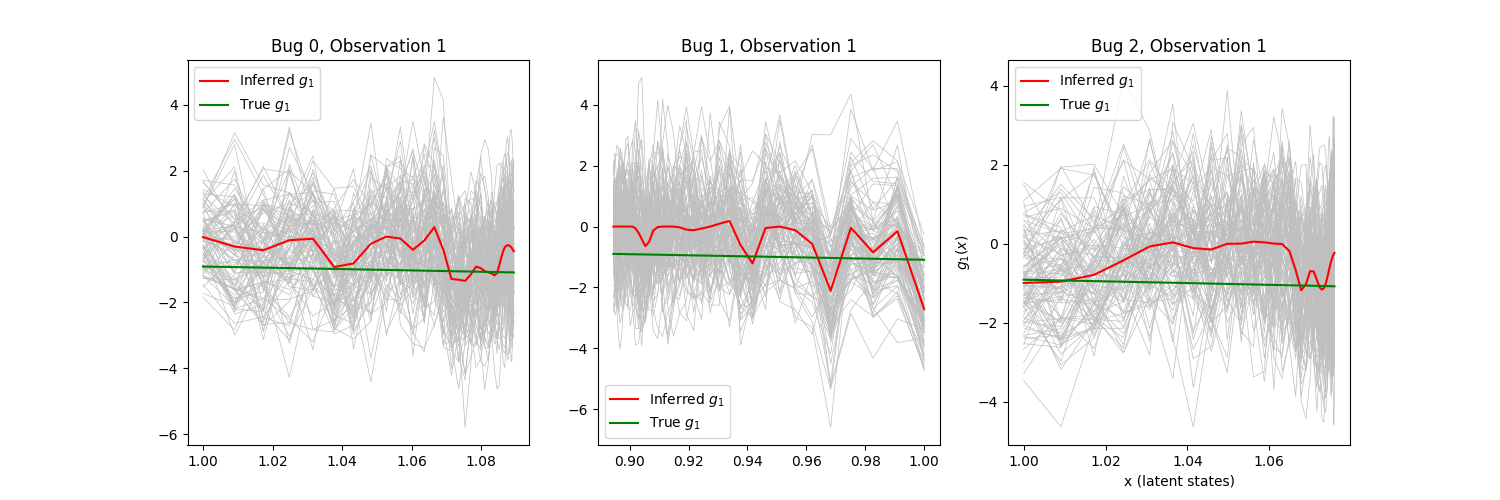 Bug 0, Observation 1
Inferred g₁
True g₁
4
2
0
−2
−4
−6
1.00 1.02 1.04 1.06 1.08
Bug 1, Observation 1
4
2
0
−2
−4
−6
Inferred g₁
True g₁
0.90 0.92 0.94 0.96 0.98 1.00
Bug 2, Observation 1
Inferred g₁
True g₁
g₁(x)
4
2
0
−2
−4
1.00 1.02 1.04 1.06
x (latent states)